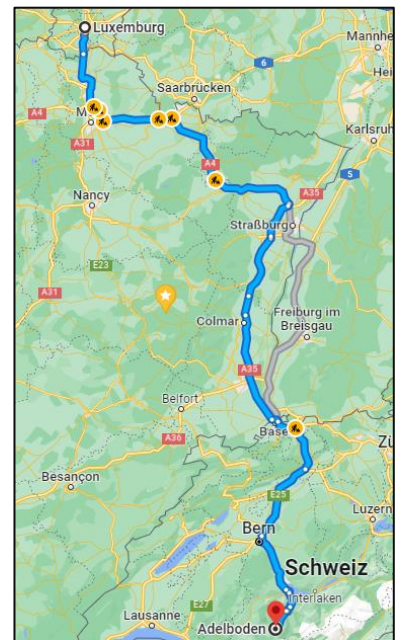 Luxemburg
Mannhe
6
Hei
Saarbrücken
A4
M
A4
A31
Karlsruh
A35
5
Nancy
Straßburg
E23
A31
Freiburg im
Breisgau
Colmar
A35
Belfort
Base
A36
Zü
Besançon
E25
Luzern
Bern
Schweiz
Interlaken
E27
Lausanne
Adelboden